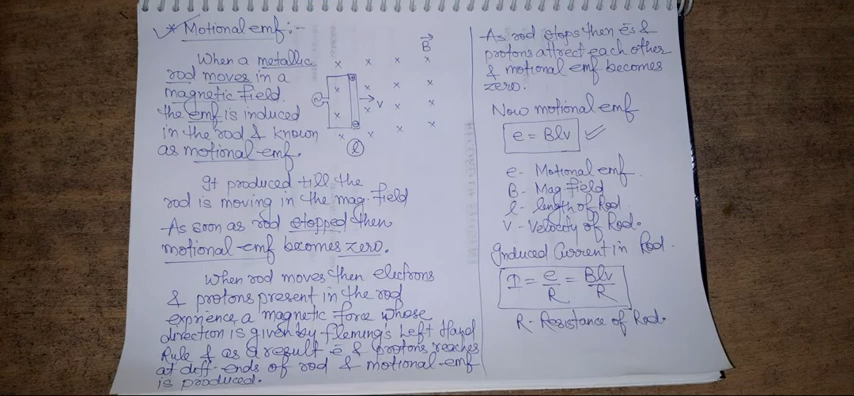 * Motional emf:-
When a metallic
rod moves in a
magnetic field.
the emf is induced
in the rod & known
as motional-emf.
B
x x x x
e
v
x x x x
x x x
x x x x
l
It produced till the
rod is moving in the mag. field
As soon as rod stopped then
motional-emf becomes zero.
When rod moves then electrons
& protons present in the rod
exprience a magnetic force whose
direction is given by fleming's Left Hand
Rule & as a result ē & protons reaches
at diff. ends of rod & motional-emf
is produced.
As rod stops then ēs &
protons attrect each other
& motional emf becomes
zero.
Now motional emf
e = Blv
e - Motional emf
B - Mag field
l - length of Rod
V - Velocity of Rod.
Induced Current in Rod.
I = e/R = Blv/R
R - Resistance of Rod.